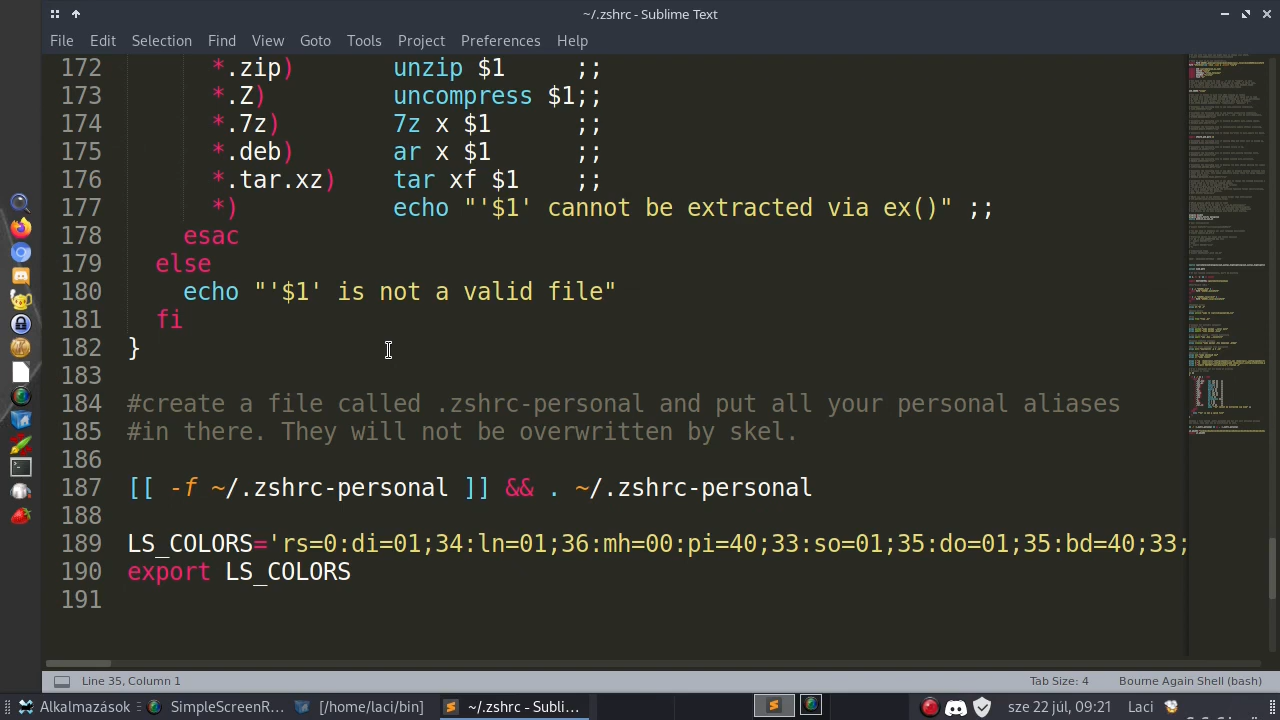 ~/.zshrc - Sublime Text
File Edit Selection Find View Goto Tools Project Preferences Help
172 *.zip) unzip $1 ;;
173 *.Z) uncompress $1;;
174 *.7z) 7z x $1 ;;
175 *.deb) ar x $1 ;;
176 *.tar.xz) tar xf $1 ;;
177 *) echo "'$1' cannot be extracted via ex()" ;;
178 esac
179 else
180 echo "'$1' is not a valid file"
181 fi
182 }
183
184 #create a file called .zshrc-personal and put all your personal aliases
185 #in there. They will not be overwritten by skel.
186
187 [[ -f ~/.zshrc-personal ]] && . ~/.zshrc-personal
188
189 LS_COLORS='rs=0:di=01;34:ln=01;36:mh=00:pi=40;33:so=01;35:do=01;35:bd=40;33;
190 export LS_COLORS
191
Line 35, Column 1 Tab Size: 4 Bourne Again Shell (bash)
Alkalmazások SimpleScreenR... [/home/laci/bin] ~/.zshrc - Subli... sze 22 júl, 09:21 Laci